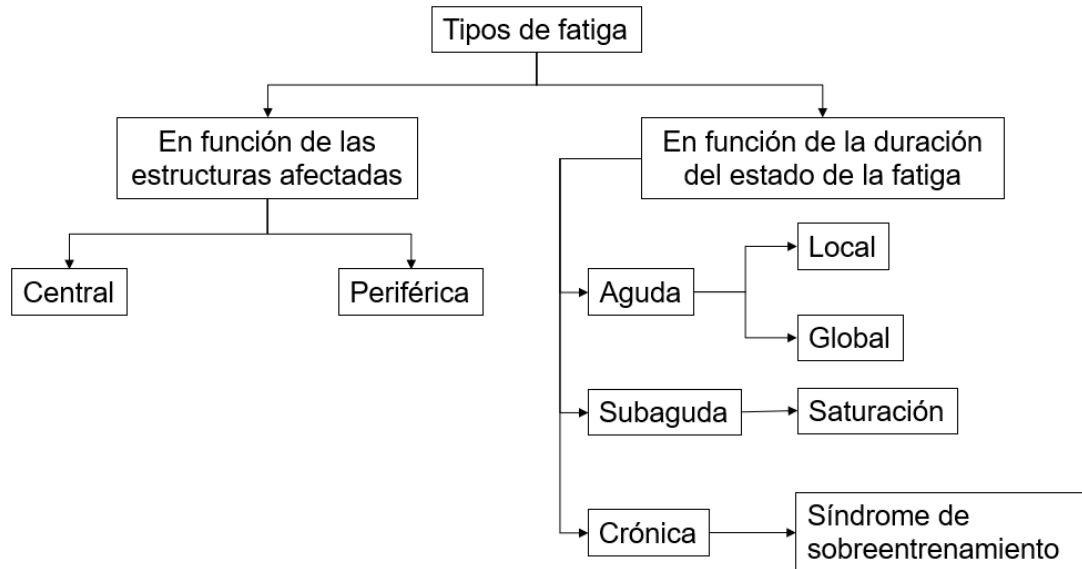 Tipos de fatiga
En función de las
estructuras afectadas
En función de la duración
del estado de la fatiga
Central
Periférica
Aguda
Local
Global
Subaguda
Saturación
Crónica
Síndrome de
sobreentrenamiento